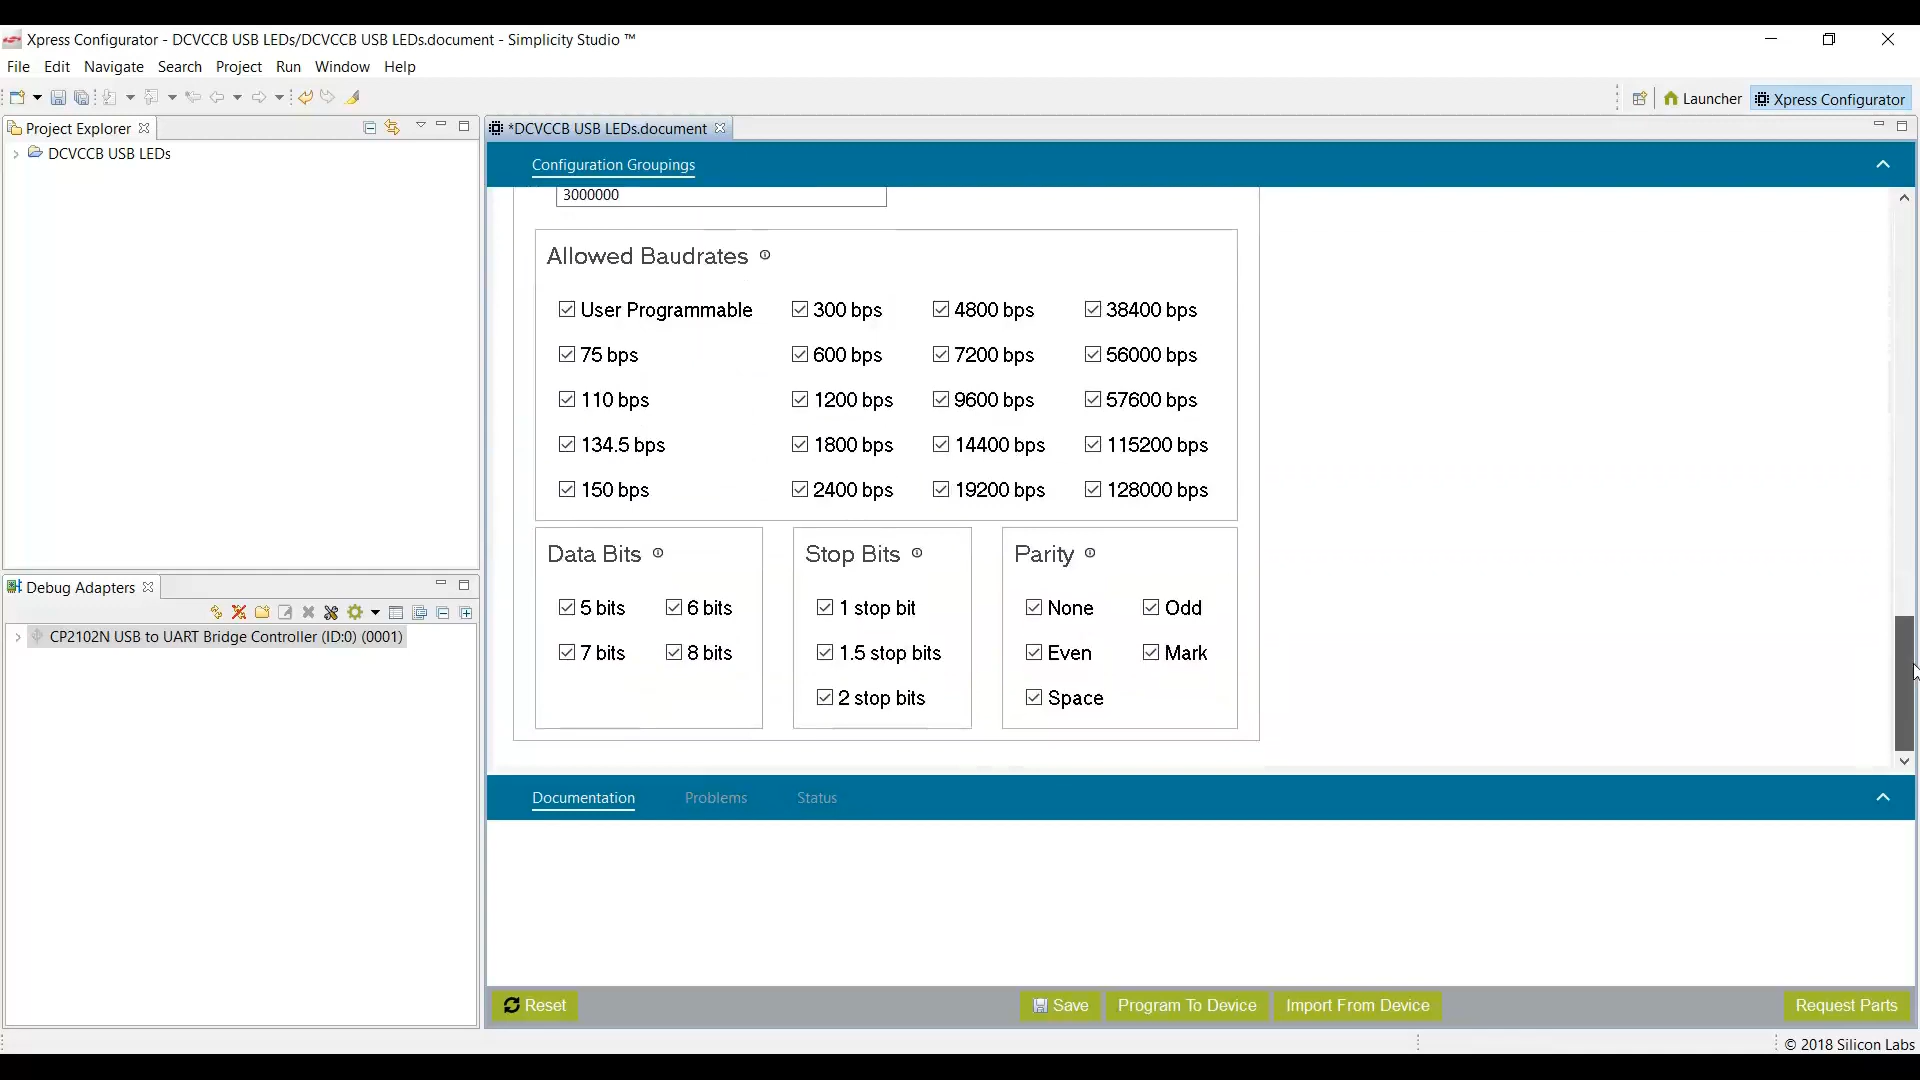 Xpress Configurator - DCVCCB USB LEDs/DCVCCB USB LEDs.document - Simplicity Studio ™
File Edit Navigate Search Project Run Window Help
Launcher Xpress Configurator
Project Explorer
DCVCCB USB LEDs
*DCVCCB USB LEDs.document
Configuration Groupings
3000000
Allowed Baudrates
User Programmable 300 bps 4800 bps 38400 bps
75 bps 600 bps 7200 bps 56000 bps
110 bps 1200 bps 9600 bps 57600 bps
134.5 bps 1800 bps 14400 bps 115200 bps
150 bps 2400 bps 19200 bps 128000 bps
Data Bits
5 bits 6 bits
7 bits 8 bits
Stop Bits
1 stop bit
1.5 stop bits
2 stop bits
Parity
None Odd
Even Mark
Space
Debug Adapters
CP2102N USB to UART Bridge Controller (ID:0) (0001)
Documentation Problems Status
Reset Save Program To Device Import From Device Request Parts
© 2018 Silicon Labs